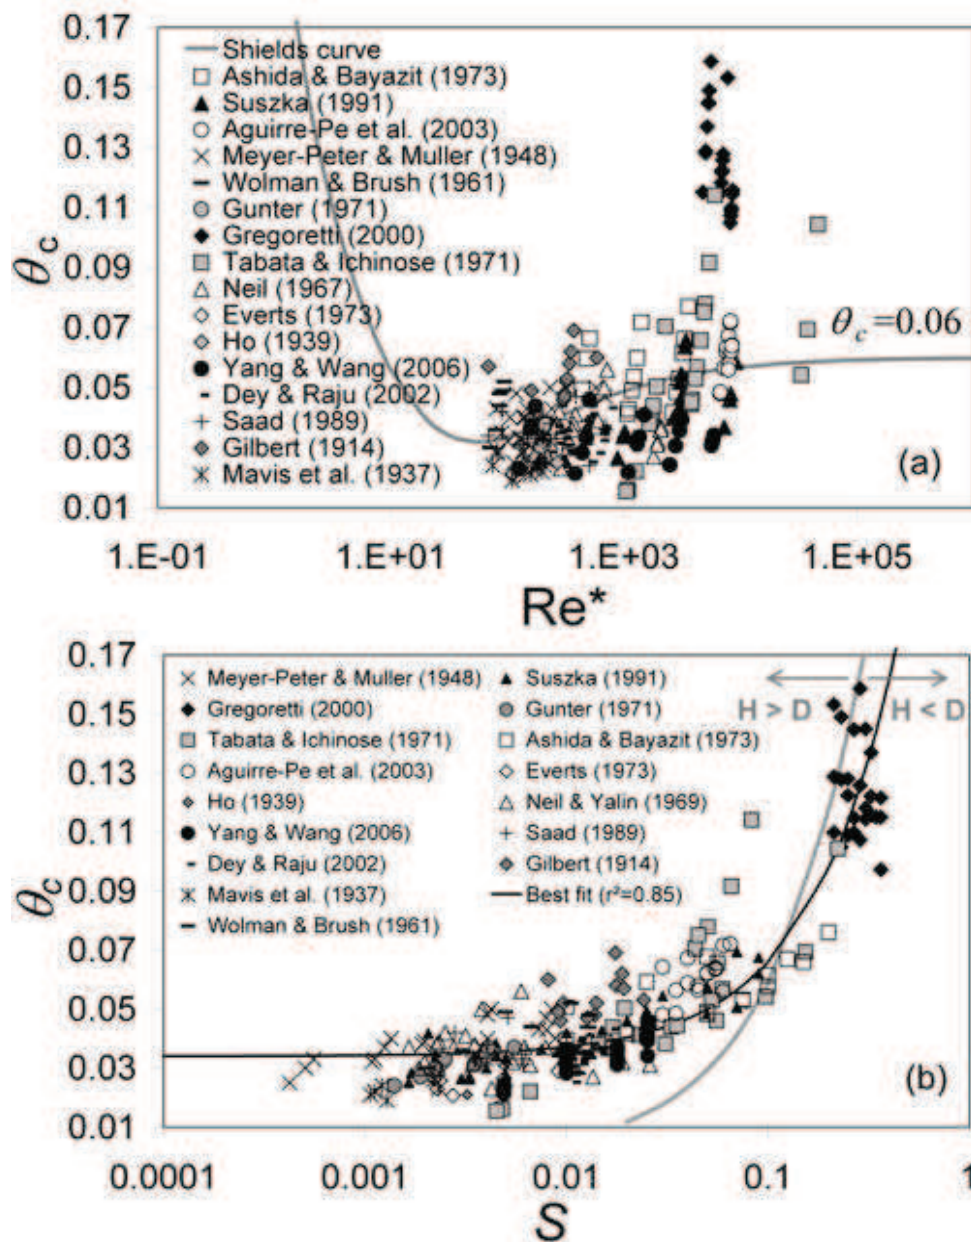 0.17
0.15
0.13
0.11
0.09
0.07
0.05
0.03
0.01
θc
Shields curve
Ashida & Bayazit (1973)
Suszka (1991)
Aguirre-Pe et al. (2003)
Meyer-Peter & Muller (1948)
Wolman & Brush (1961)
Gunter (1971)
Gregoretti (2000)
Tabata & Ichinose (1971)
Neil (1967)
Everts (1973)
Ho (1939)
Yang & Wang (2006)
Dey & Raju (2002)
Saad (1989)
Gilbert (1914)
Mavis et al. (1937)
θc=0.06
(a)
1.E-01 1.E+01 1.E+03 1.E+05
Re*
0.17
0.15
0.13
0.11
0.09
0.07
0.05
0.03
0.01
θc
Meyer-Peter & Muller (1948) Suszka (1991)
Gregoretti (2000) Gunter (1971)
Tabata & Ichinose (1971) Ashida & Bayazit (1973)
Aguirre-Pe et al. (2003) Everts (1973)
Ho (1939) Neil & Yalin (1969)
Yang & Wang (2006) Saad (1989)
Dey & Raju (2002) Gilbert (1914)
Mavis et al. (1937) Best fit (r²=0.85)
Wolman & Brush (1961)
H > D H < D
(b)
0.0001 0.001 0.01 0.1 1
S